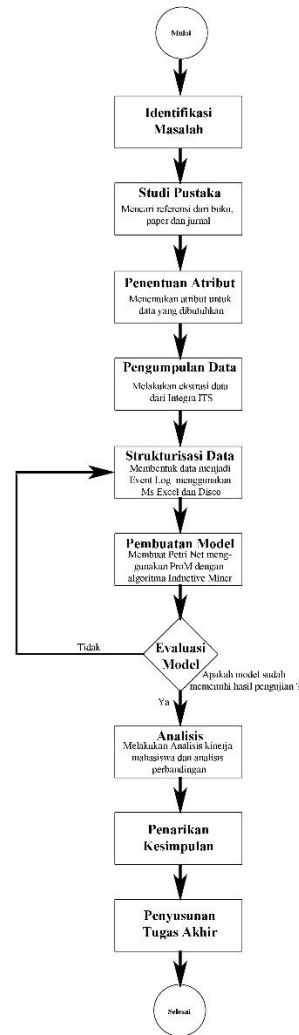 Mulai
Identifikasi
Masalah
Studi Pustaka
Mencari referensi dari buku,
paper dan jurnal
Penentuan Atribut
Menentukan atribut untuk
data yang dibutuhkan
Pengumpulan Data
Melakukan ekstrasi data
dari Integra ITS
Strukturisasi Data
Membentuk data menjadi
Event Log menggunakan
Ms Excel dan Disco
Pembuatan Model
Membuat Petri Net meng-
gunakan ProM dengan
algoritma Inductive Miner
Tidak
Evaluasi
Model
Apakah model sudah
memenuhi hasil pengujian ?
Ya
Analisis
Melakukan Analisis kinerja
mahasiswa dan analisis
perbandingan
Penarikan
Kesimpulan
Penyusunan
Tugas Akhir
Selesai